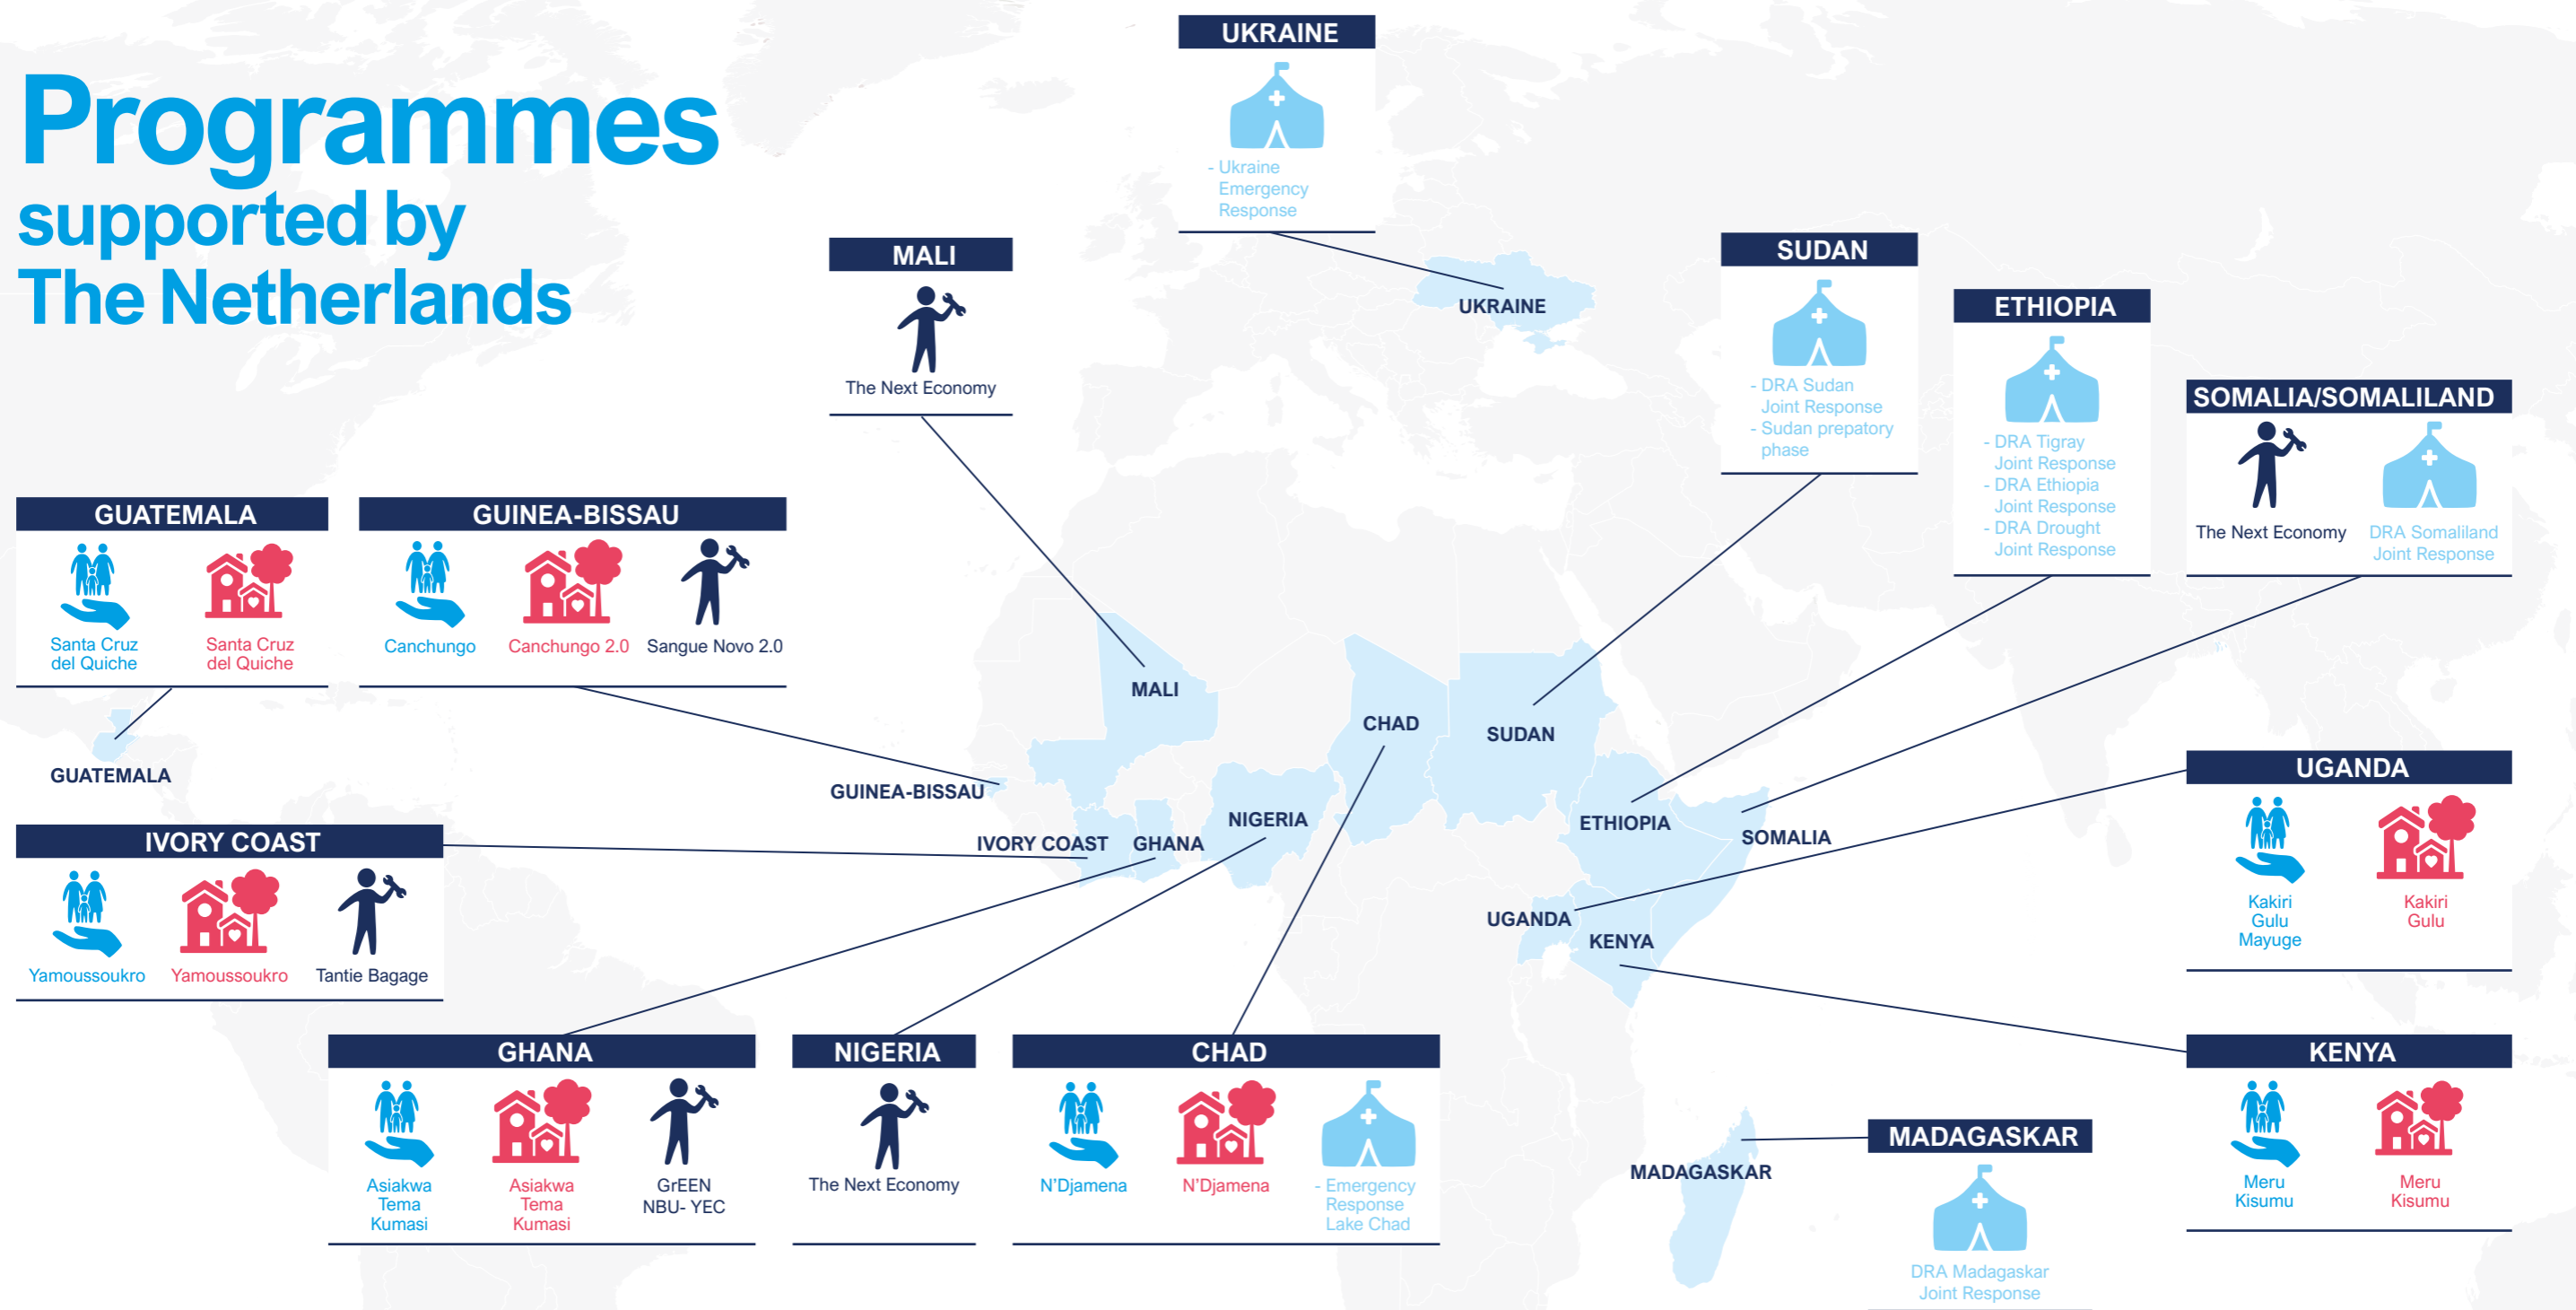 Programmes
supported by
The Netherlands
UKRAINE
- Ukraine
Emergency
Response
MALI
The Next Economy
UKRAINE
SUDAN
- DRA Sudan
Joint Response
- Sudan prepatory
phase
ETHIOPIA
- DRA Tigray
Joint Response
- DRA Ethiopia
Joint Response
- DRA Drought
Joint Response
SOMALIA/SOMALILAND
The Next Economy
DRA Somaliland
Joint Response
GUATEMALA
Santa Cruz
del Quiche
Santa Cruz
del Quiche
GUINEA-BISSAU
Canchungo
Canchungo 2.0
Sangue Novo 2.0
MALI
CHAD
SUDAN
GUATEMALA
GUINEA-BISSAU
IVORY COAST
GHANA
NIGERIA
ETHIOPIA
SOMALIA
UGANDA
KENYA
UGANDA
Kakiri
Gulu
Mayuge
Kakiri
Gulu
IVORY COAST
Yamoussoukro
Yamoussoukro
Tantie Bagage
GHANA
Asiakwa
Tema
Kumasi
Asiakwa
Tema
Kumasi
GrEEN
NBU- YEC
NIGERIA
The Next Economy
CHAD
N'Djamena
N'Djamena
- Emergency
Response
Lake Chad
MADAGASKAR
MADAGASKAR
DRA Madagaskar
Joint Response
KENYA
Meru
Kisumu
Meru
Kisumu